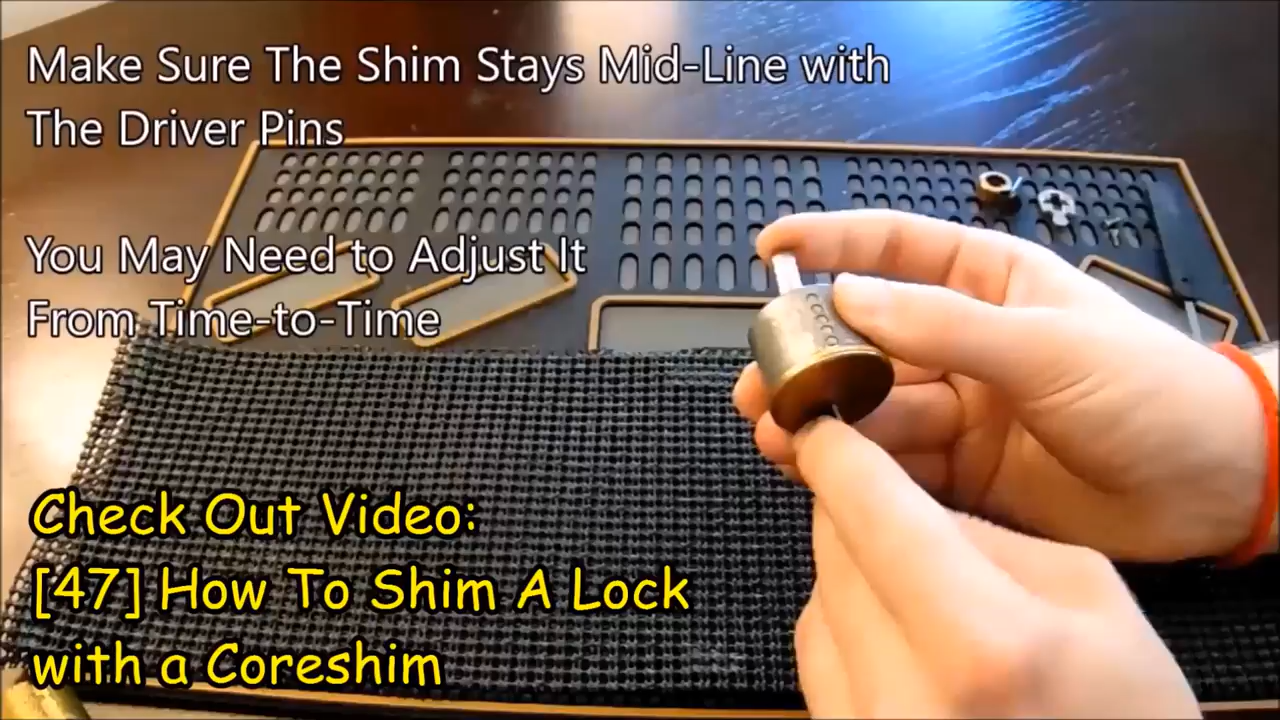 Make Sure The Shim Stays Mid-Line with
The Driver Pins
You May Need to Adjust It
From Time-to-Time
Check Out Video:
[47] How To Shim A Lock
with a Coreshim